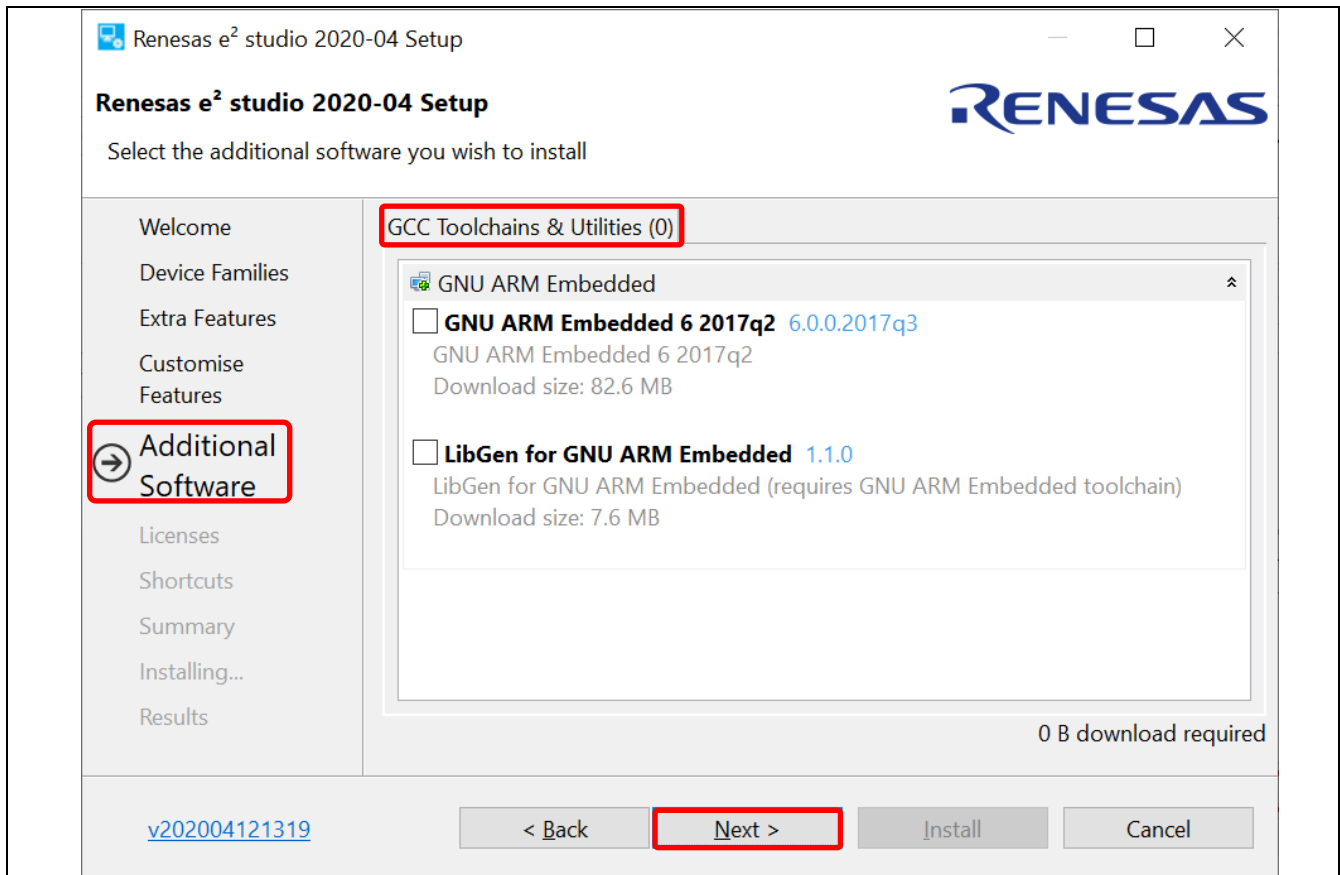 Renesas e² studio 2020-04 Setup
Renesas e² studio 2020-04 Setup
RENESAS
Select the additional software you wish to install
Welcome
Device Families
Extra Features
Customise
Features
Additional
Software
Licenses
Shortcuts
Summary
Installing...
Results
GCC Toolchains & Utilities (0)
GNU ARM Embedded
GNU ARM Embedded 6 2017q2 6.0.0.2017q3
GNU ARM Embedded 6 2017q2
Download size: 82.6 MB
LibGen for GNU ARM Embedded 1.1.0
LibGen for GNU ARM Embedded (requires GNU ARM Embedded toolchain)
Download size: 7.6 MB
0 B download required
v202004121319
< Back
Next >
Install
Cancel